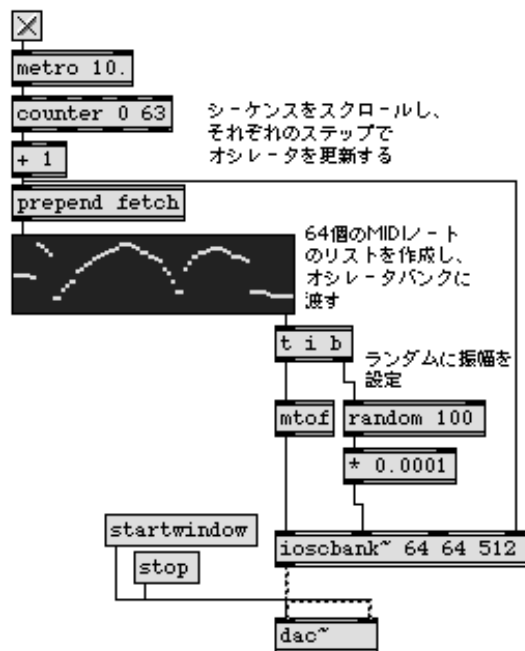 metro 10.
counter 0 63
シーケンスをスクロールし、
それぞれのステップで
オシレータを更新する
+ 1
prepend fetch
64個のMIDIノート
のリストを作成し、
オシレータバンクに
渡す
t i b
ランダムに振幅を
設定
mtof
random 100
* 0.0001
startwindow
ioscbank~ 64 64 512
stop
dac~